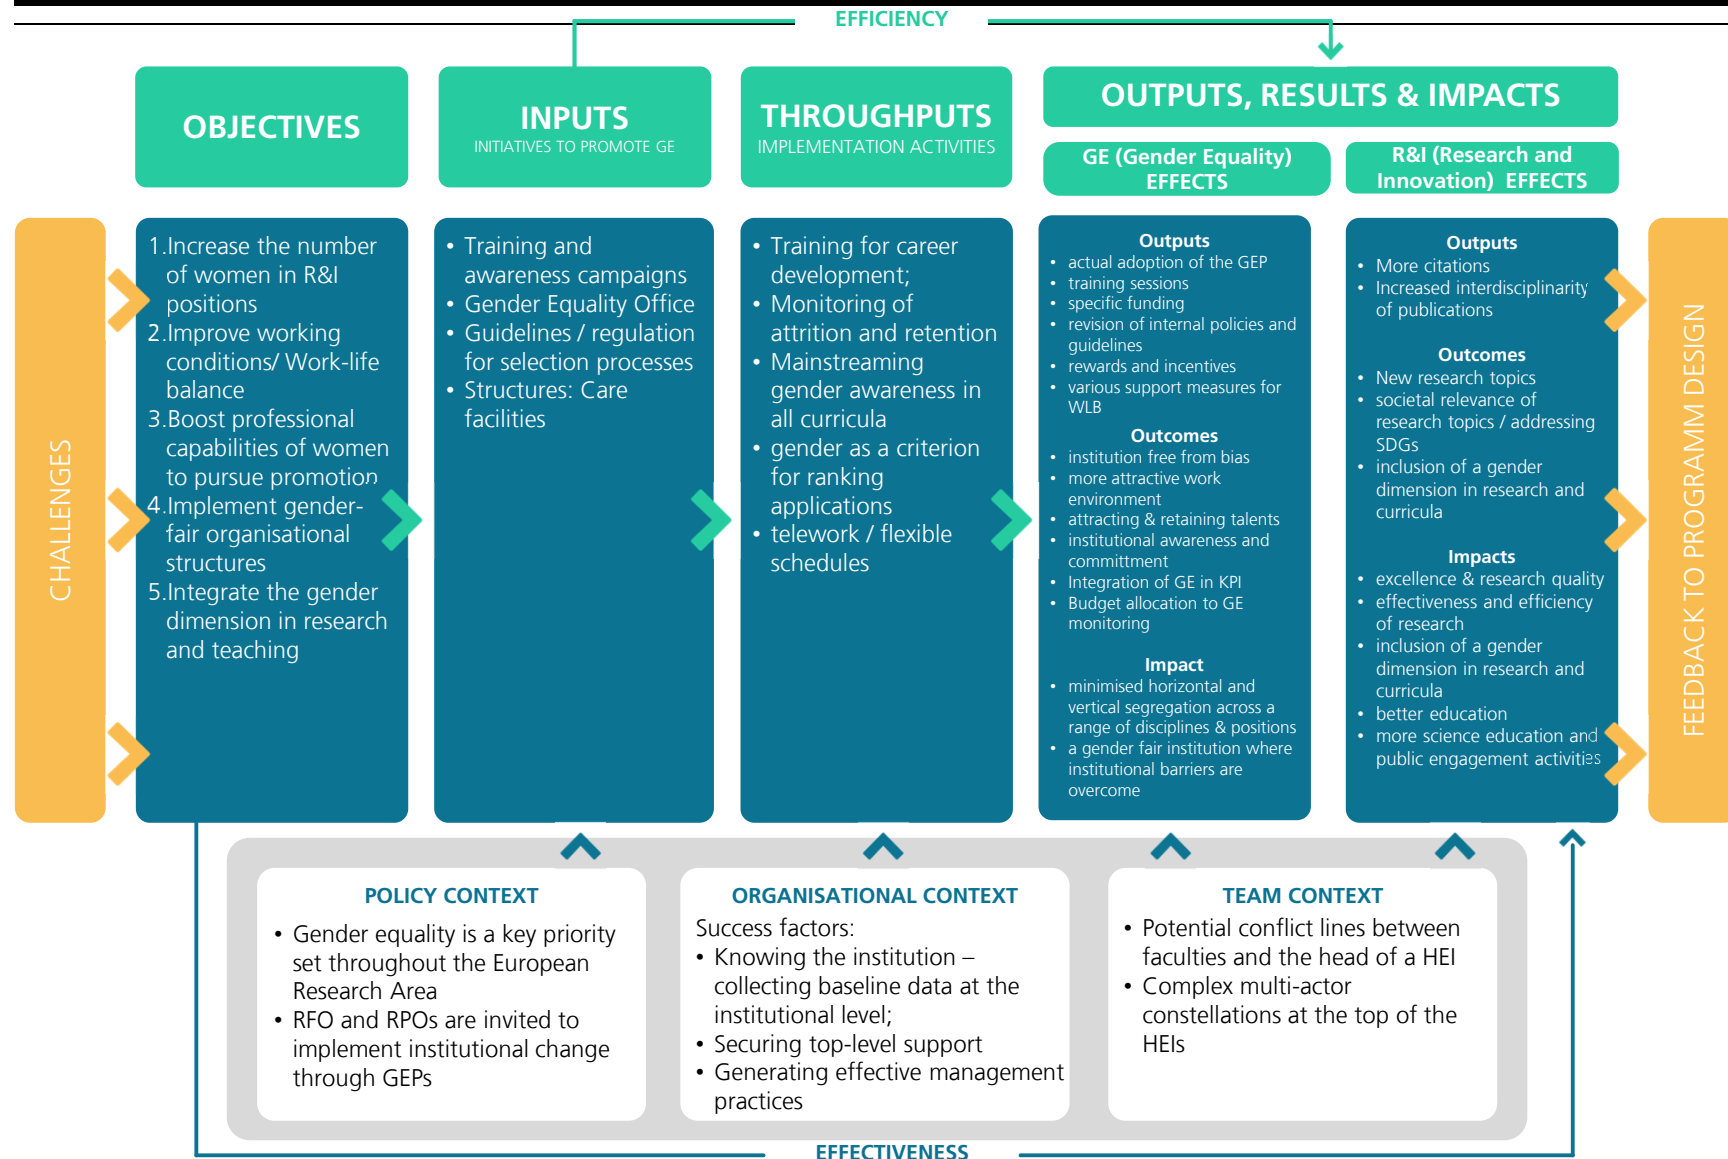 EFFICIENCY
OBJECTIVES
INPUTS
INITIATIVES TO PROMOTE GE
THROUGHPUTS
IMPLEMENTATION ACTIVITIES
OUTPUTS, RESULTS & IMPACTS
GE (Gender Equality)
EFFECTS
R&I (Research and
Innovation) EFFECTS
CHALLENGES
1.Increase the number
of women in R&I
positions
2.Improve working
conditions/ Work-life
balance
3.Boost professional
capabilities of women
to pursue promotion
4.Implement gender-
fair organisational
structures
5.Integrate the gender
dimension in research
and teaching
• Training and
awareness campaigns
• Gender Equality Office
• Guidelines / regulation
for selection processes
• Structures: Care
facilities
• Training for career
development;
• Monitoring of
attrition and retention
• Mainstreaming
gender awareness in
all curricula
• gender as a criterion
for ranking
applications
• telework / flexible
schedules
Outputs
• actual adoption of the GEP
• training sessions
• specific funding
• revision of internal policies and
guidelines
• rewards and incentives
• various support measures for
WLB
Outcomes
• institution free from bias
• more attractive work
environment
• attracting & retaining talents
• institutional awareness and
committment
• Integration of GE in KPI
• Budget allocation to GE
monitoring
Impact
• minimised horizontal and
vertical segregation across a
range of disciplines & positions
• a gender fair institution where
institutional barriers are
overcome
Outputs
• More citations
• Increased interdisciplinarity
of publications
Outcomes
• New research topics
• societal relevance of
research topics / addressing
SDGs
• inclusion of a gender
dimension in research and
curricula
Impacts
• excellence & research quality
• effectiveness and efficiency
of research
• inclusion of a gender
dimension in research and
curricula
• better education
• more science education and
public engagement activities
FEEDBACK TO PROGRAMM DESIGN
POLICY CONTEXT
• Gender equality is a key priority
set throughout the European
Research Area
• RFO and RPOs are invited to
implement institutional change
through GEPs
ORGANISATIONAL CONTEXT
Success factors:
• Knowing the institution –
collecting baseline data at the
institutional level;
• Securing top-level support
• Generating effective management
practices
TEAM CONTEXT
• Potential conflict lines between
faculties and the head of a HEI
• Complex multi-actor
constellations at the top of the
HEIs
EFFECTIVENESS